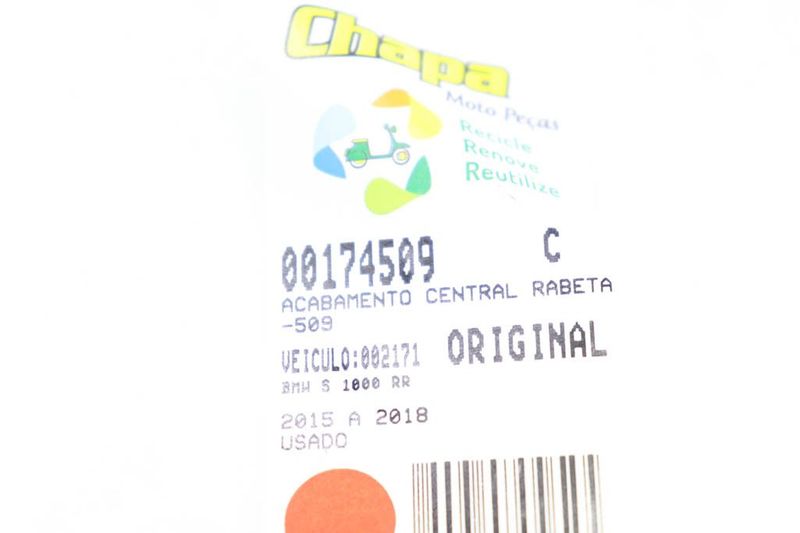 Chapa
Moto Peças
Recicle
Renove
Reutilize
00174509 C
ACABAMENTO CENTRAL RABETA
-509
VEICULO:002171 ORIGINAL
BMW S 1000 RR
2015 A 2018
USADO